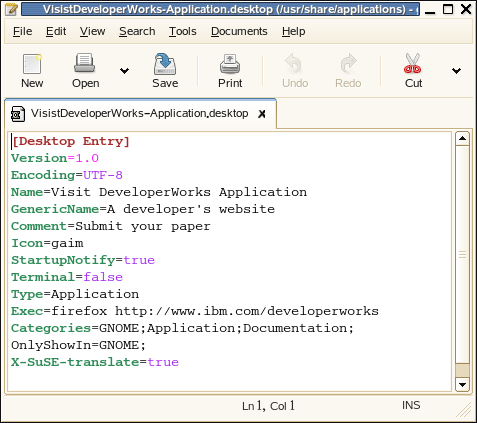 VisistDeveloperWorks-Application.desktop (/usr/share/applications) -
File Edit View Search Tools Documents Help
New Open Save Print Undo Redo Cut
VisistDeveloperWorks-Application.desktop x
[Desktop Entry]
Version=1.0
Encoding=UTF-8
Name=Visit DeveloperWorks Application
GenericName=A developer's website
Comment=Submit your paper
Icon=gaim
StartupNotify=true
Terminal=false
Type=Application
Exec=firefox http://www.ibm.com/developerworks
Categories=GNOME;Application;Documentation;
OnlyShowIn=GNOME;
X-SuSE-translate=true
Ln 1, Col 1 INS